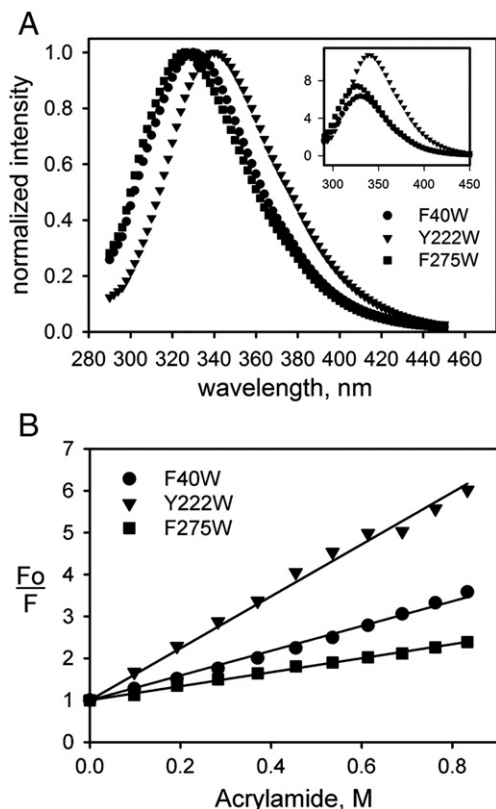 A
normalized intensity
1.0
0.8
0.6
0.4
0.2
0.0
280 300 320 340 360 380 400 420 440 460
wavelength, nm
8
4
0
300 350 400 450
F40W
Y222W
F275W
B
F40W
Y222W
F275W
Fo
F
7
6
5
4
3
2
1
0
0.0 0.2 0.4 0.6 0.8
Acrylamide, M